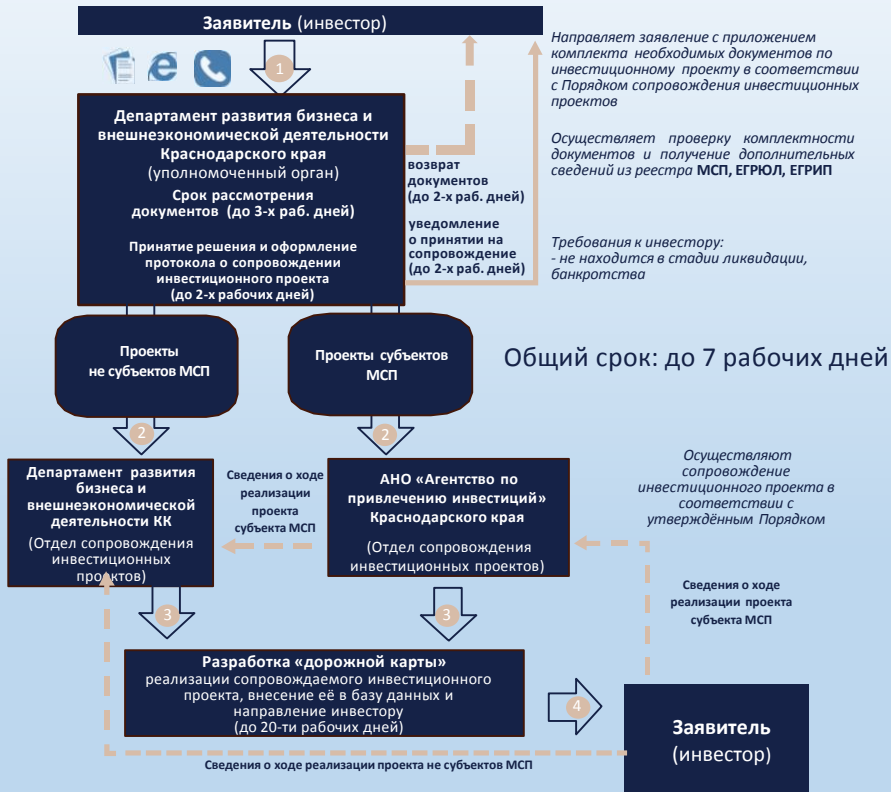 Заявитель (инвестор)
1
Направляет заявление с приложением
комплекта необходимых документов по
инвестиционному проекту в соответствии
с Порядком сопровождения инвестиционных
проектов
Департамент развития бизнеса и
внешнеэкономической деятельности
Краснодарского края
(уполномоченный орган)
Срок рассмотрения
документов (до 3-х раб. дней)
Принятие решения и оформление
протокола о сопровождении
инвестиционного проекта
(до 2-х рабочих дней)
возврат
документов
(до 2-х раб. дней)
уведомление
о принятии на
сопровождение
(до 2-х раб. дней)
Осуществляет проверку комплектности
документов и получение дополнительных
сведений из реестра МСП, ЕГРЮЛ, ЕГРИП
Требования к инвестору:
- не находится в стадии ликвидации,
банкротства
Проекты
не субъектов МСП
Проекты субъектов
МСП
Общий срок: до 7 рабочих дней
2
2
Департамент развития
бизнеса и
внешнеэкономической
деятельности КК
(Отдел сопровождения
инвестиционных
проектов)
Сведения о ходе
реализации
проекта
субъекта МСП
АНО «Агентство по
привлечению инвестиций»
Краснодарского края
(Отдел сопровождения
инвестиционных проектов)
Осуществляют
сопровождение
инвестиционного проекта в
соответствии с
утверждённым Порядком
Сведения о ходе
реализации проекта
субъекта МСП
3
3
Разработка «дорожной карты»
реализации сопровождаемого инвестиционного
проекта, внесение её в базу данных и
направление инвестору
(до 20-ти рабочих дней)
4
Заявитель
(инвестор)
Сведения о ходе реализации проекта не субъектов МСП